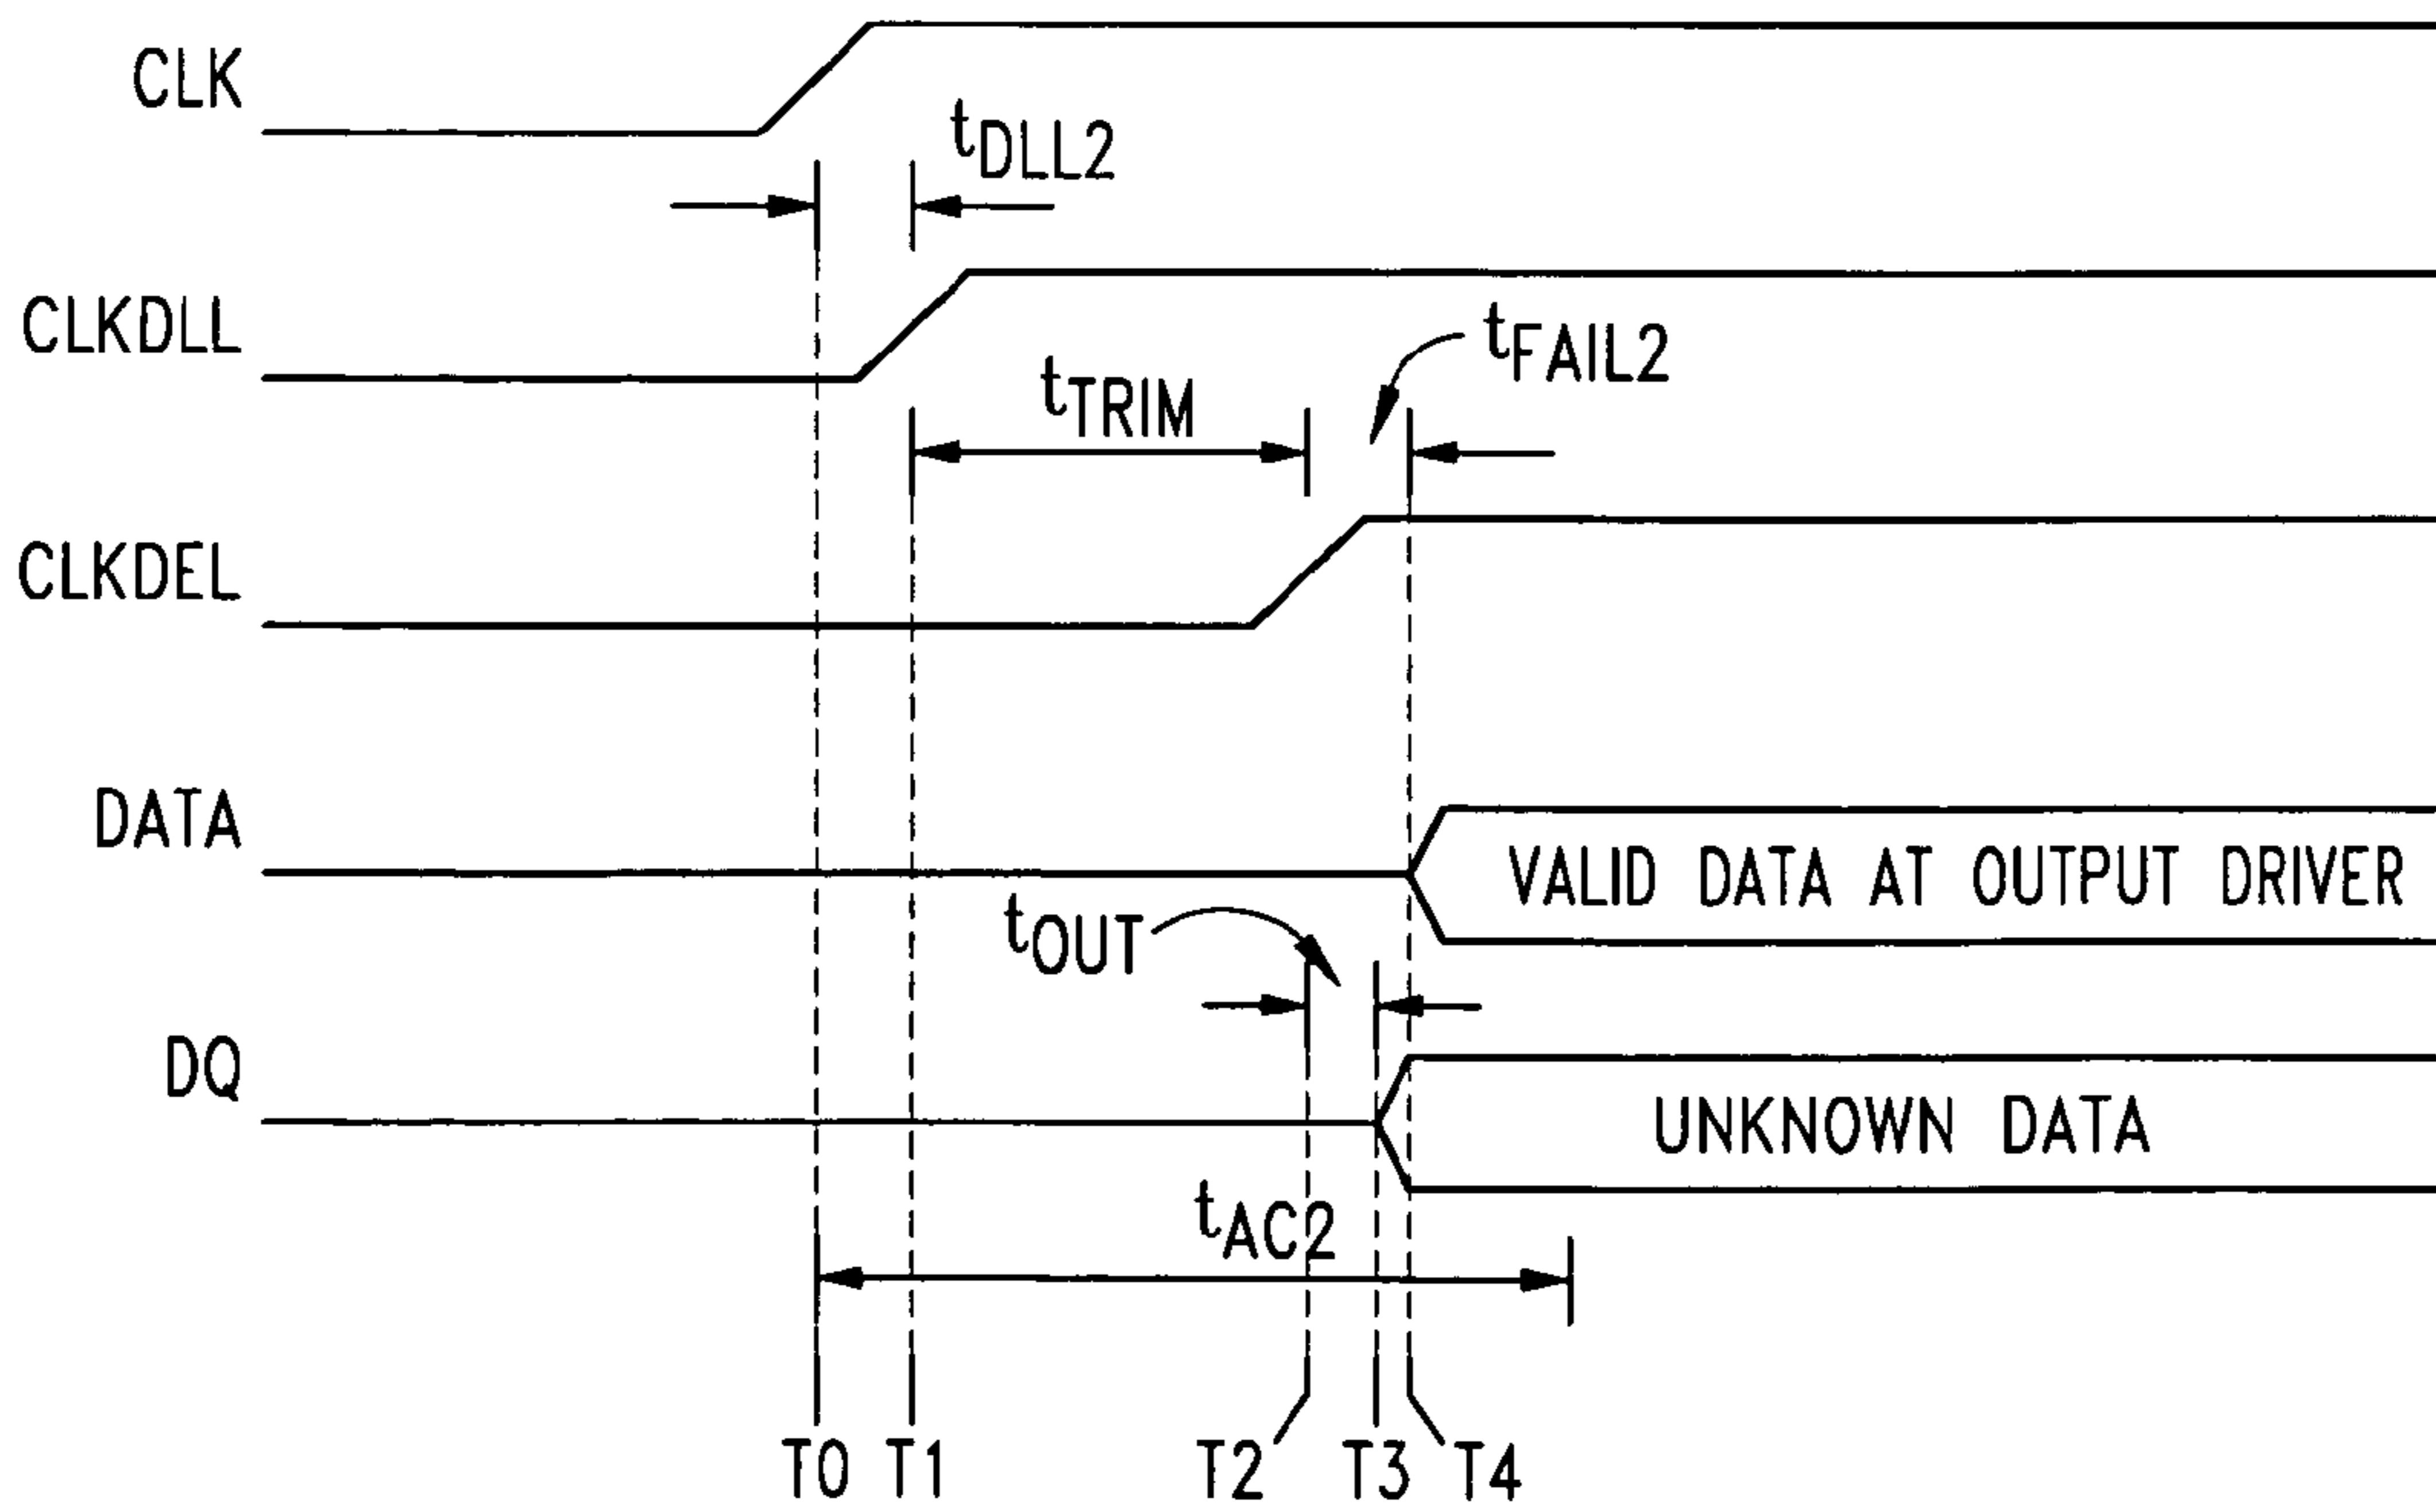 CLK
tDLL2
CLKDLL
tFAIL2
tTRIM
CLKDEL
DATA
VALID DATA AT OUTPUT DRIVER
tOUT
DQ
UNKNOWN DATA
tAC2
T0 T1 T2 T3 T4